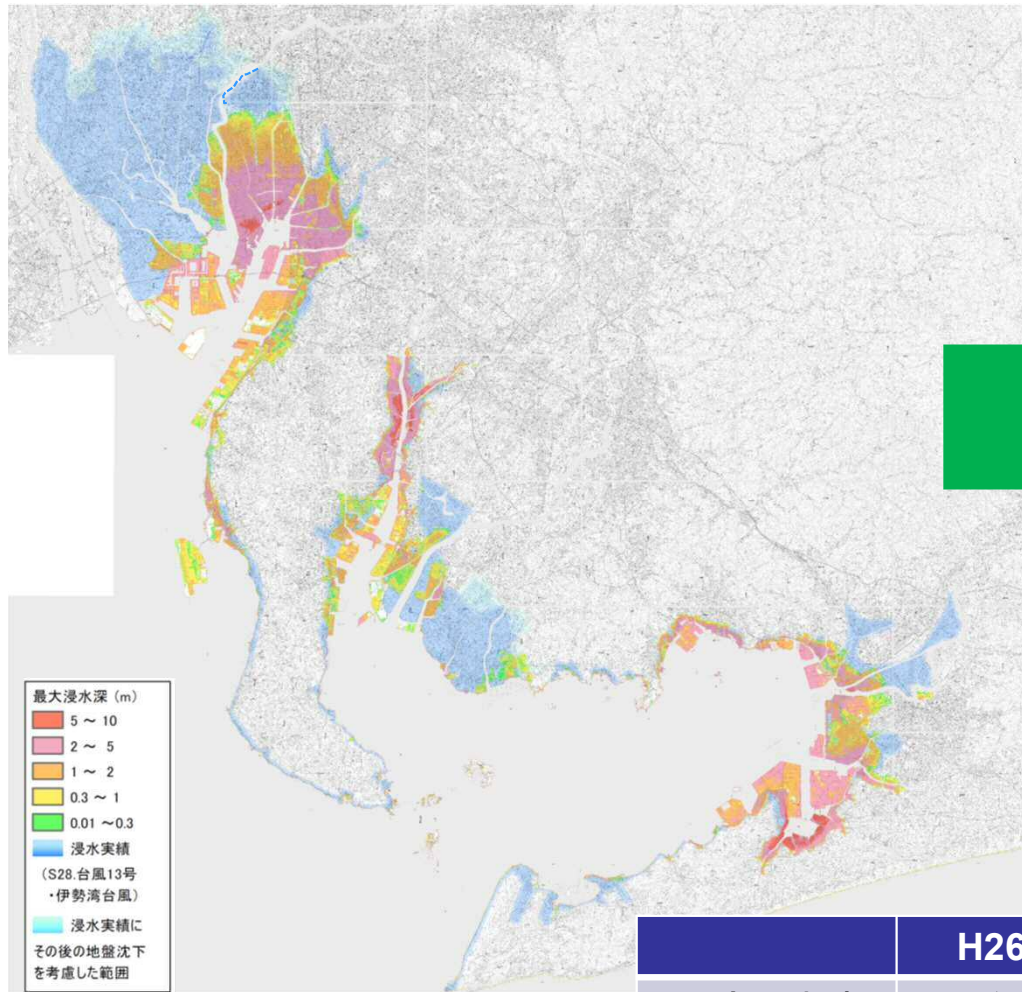 最大浸水深 (m)
5 ～ 10
2 ～ 5
1 ～ 2
0.3 ～ 1
0.01 ～0.3
浸水実績
(S28.台風13号
・伊勢湾台風)
浸水実績に
その後の地盤沈下
を考慮した範囲
H26